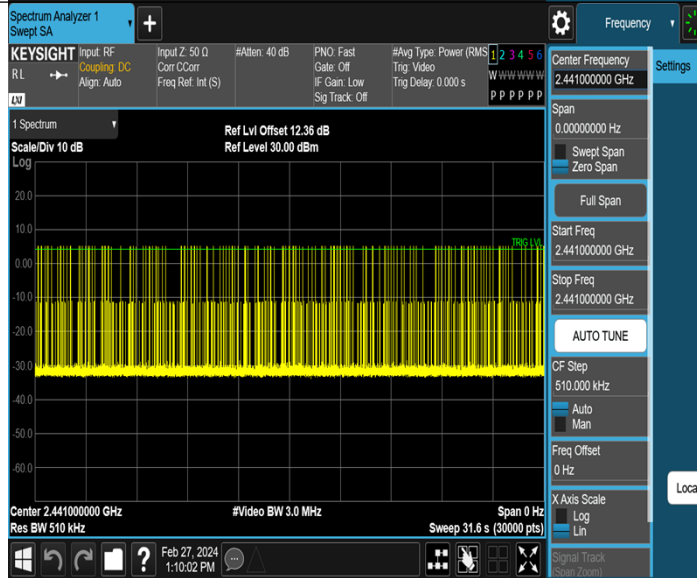 Spectrum Analyzer 1
Swept SA
Frequency
KEYSIGHT
RL
LXI
Input: RF
Coupling: DC
Align: Auto
Input Z: 50 Ω
Corr CCorr
Freq Ref: Int (S)
#Atten: 40 dB
PNO: Fast
Gate: Off
IF Gain: Low
Sig Track: Off
#Avg Type: Power (RMS
Trig: Video
Trig Delay: 0.000 s
1 2 3 4 5 6
W W W W W W
P P P P P P
Center Frequency
2.441000000 GHz
Settings
Span
0.00000000 Hz
Swept Span
Zero Span
Full Span
Start Freq
2.441000000 GHz
Stop Freq
2.441000000 GHz
AUTO TUNE
CF Step
510.000 kHz
Auto
Man
Freq Offset
0 Hz
X Axis Scale
Log
Lin
Signal Track
(Span Zoom)
Loca
1 Spectrum
Scale/Div 10 dB
Log
Ref Lvl Offset 12.36 dB
Ref Level 30.00 dBm
20.0
10.0
TRIG LVL
0.00
-10.0
-20.0
-30.0
-40.0
-50.0
-60.0
Center 2.441000000 GHz
Res BW 510 kHz
#Video BW 3.0 MHz
Span 0 Hz
Sweep 31.6 s (30000 pts)
?
Feb 27, 2024
1:10:02 PM